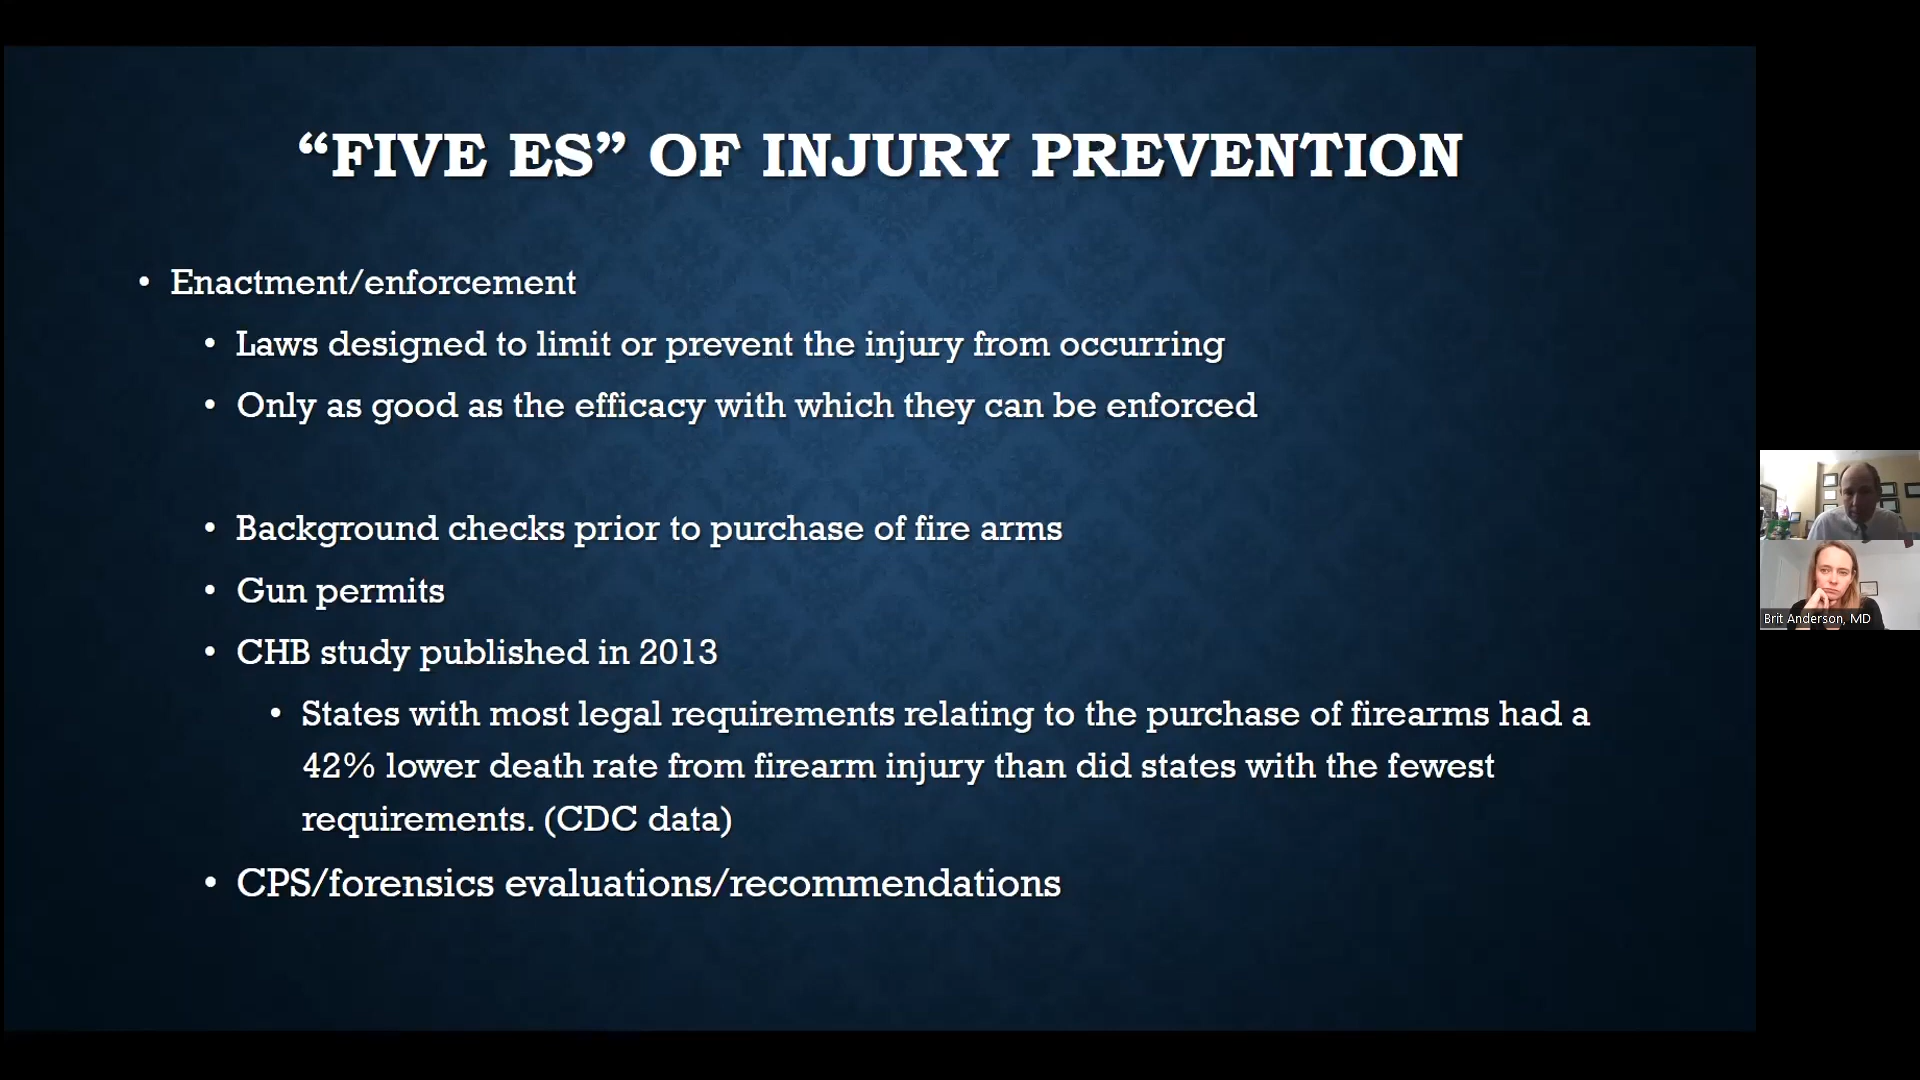 “FIVE ES” OF INJURY PREVENTION
• Enactment/enforcement
• Laws designed to limit or prevent the injury from occurring
• Only as good as the efficacy with which they can be enforced
• Background checks prior to purchase of fire arms
• Gun permits
• CHB study published in 2013
• States with most legal requirements relating to the purchase of firearms had a
42% lower death rate from firearm injury than did states with the fewest
requirements. (CDC data)
• CPS/forensics evaluations/recommendations
Brit Anderson, MD